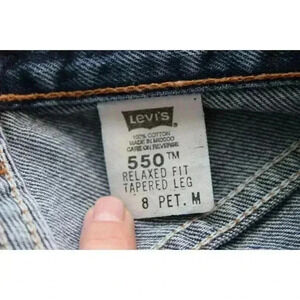 Levi's
100% COTTON
MADE IN MEXICO
CARE ON REVERSE
550™
RELAXED FIT
TAPERED LEG
8 PET. M